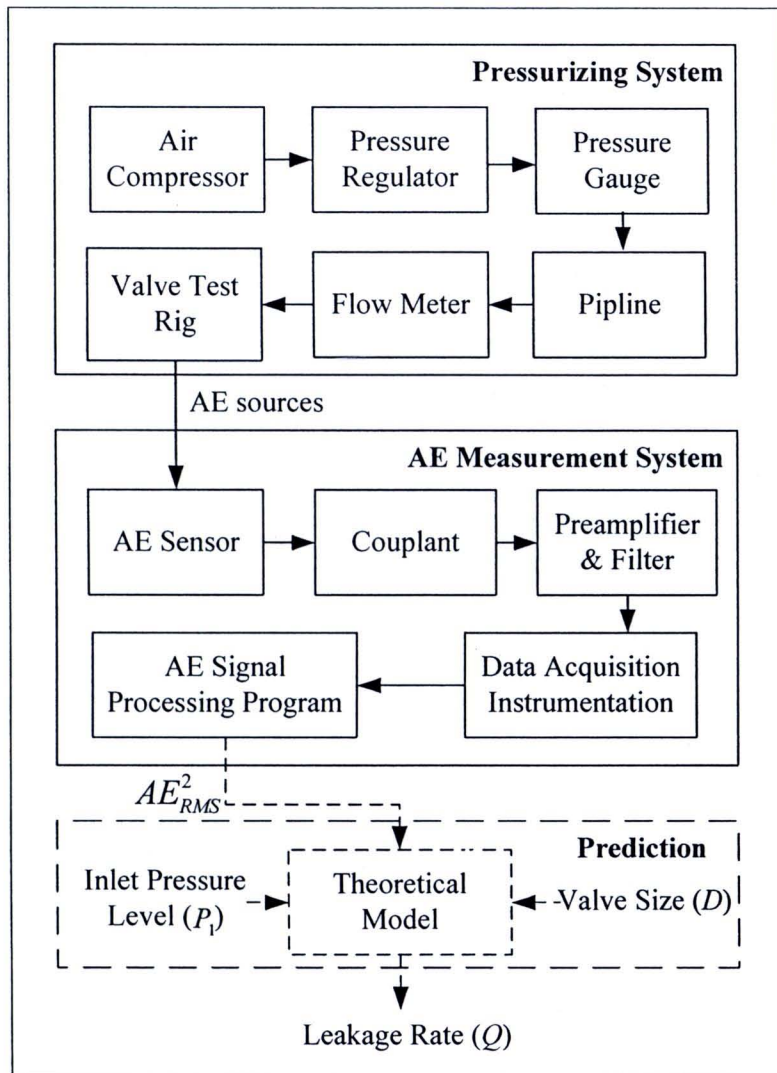 Pressurizing System
Air
Compressor
Pressure
Regulator
Pressure
Gauge
Valve Test
Rig
Flow Meter
Pipline
AE sources
AE Measurement System
AE Sensor
Couplant
Preamplifier
& Filter
AE Signal
Processing Program
Data Acquisition
Instrumentation
AE²RMS
Prediction
Inlet Pressure
Level (P₁)
Theoretical
Model
Valve Size (D)
Leakage Rate (Q)